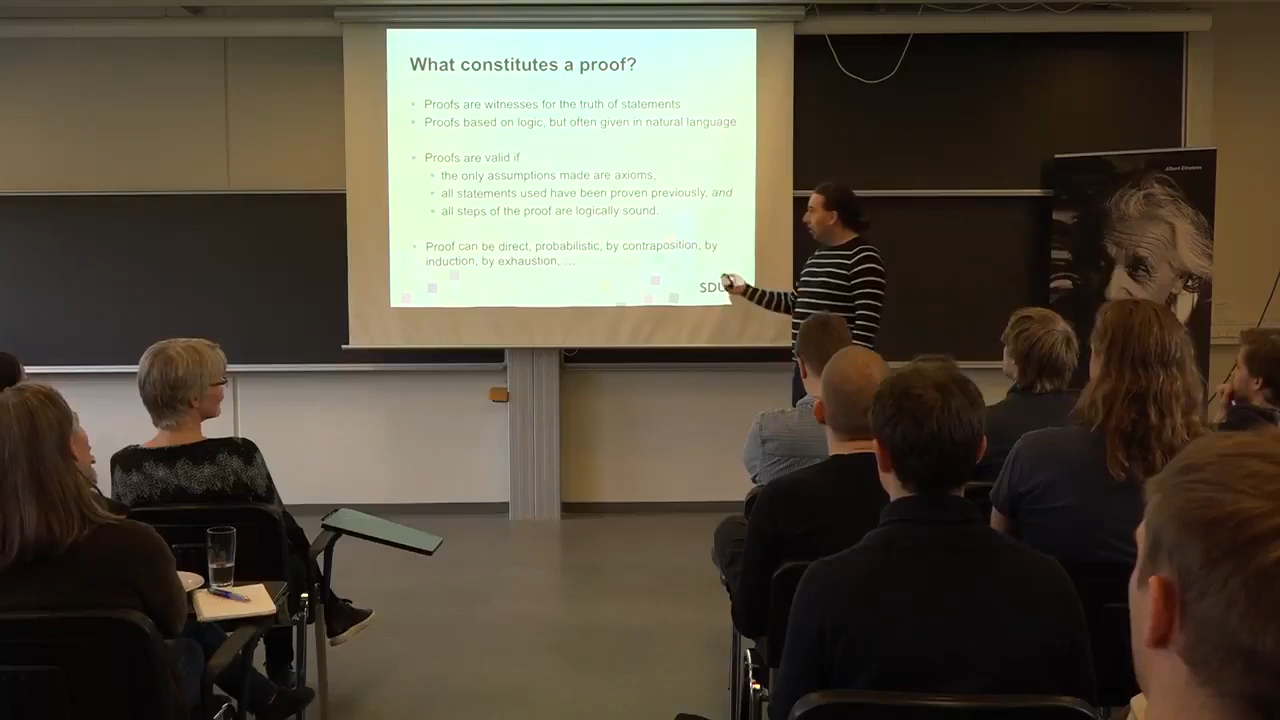 What constitutes a proof?
Proofs are witnesses for the truth of statements
Proofs based on logic, but often given in natural language
Proofs are valid if
the only assumptions made are axioms,
all statements used have been proven previously, and
all steps of the proof are logically sound.
Proof can be direct, probabilistic, by contraposition, by
induction, by exhaustion, …
SDU
Albert Einstein